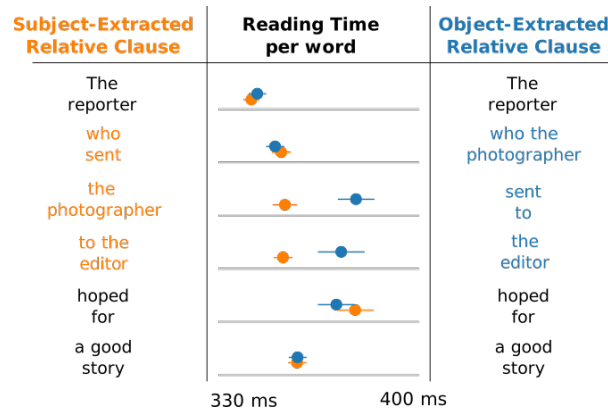 Subject-Extracted
Relative Clause
Reading Time
per word
Object-Extracted
Relative Clause
The
reporter
The
reporter
who
sent
who the
photographer
the
photographer
sent
to
to the
editor
the
editor
hoped
for
hoped
for
a good
story
a good
story
330 ms
400 ms